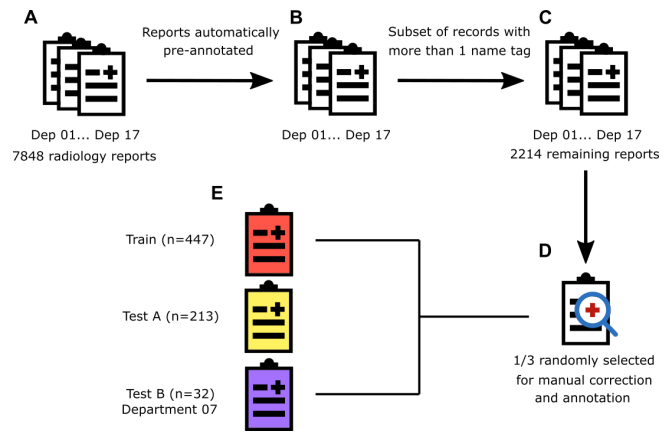 A
B
C
Reports automatically
pre-annotated
Subset of records with
more than 1 name tag
Dep 01... Dep 17
7848 radiology reports
Dep 01... Dep 17
Dep 01... Dep 17
2214 remaining reports
E
Train (n=447)
Test A (n=213)
Test B (n=32)
Department 07
D
1/3 randomly selected
for manual correction
and annotation